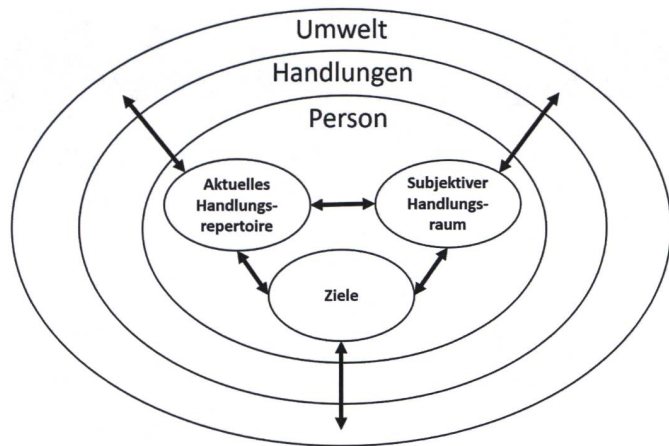 Umwelt
Handlungen
Person
Aktuelles
Handlungs-
repertoire
Subjektiver
Handlungs-
raum
Ziele